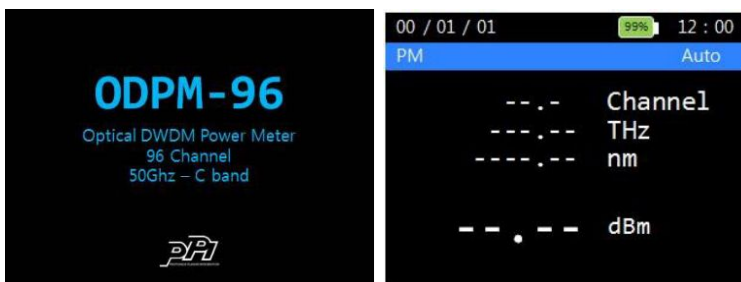 ODPM-96
Optical DWDM Power Meter
96 Channel
50Ghz – C band
PPI
00 / 01 / 01 99% 12 : 00
PM Auto
--.- Channel
---.-- THz
----.-- nm
--.-- dBm